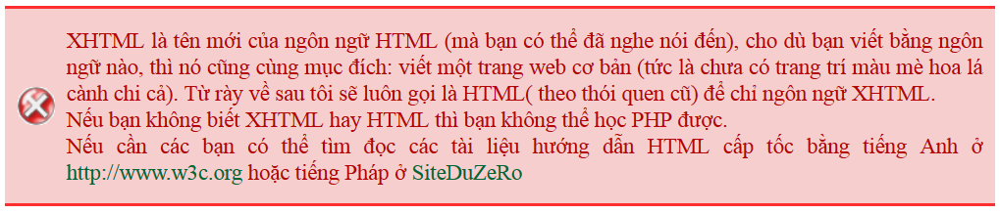 XHTML là tên mới của ngôn ngữ HTML (mà bạn có thể đã nghe nói đến), cho dù bạn viết bằng ngôn
ngữ nào, thì nó cũng cùng mục đích: viết một trang web cơ bản (tức là chưa có trang trí màu mè hoa lá
cành chi cả). Từ rày về sau tôi sẽ luôn gọi là HTML( theo thói quen cũ) để chỉ ngôn ngữ XHTML.
Nếu bạn không biết XHTML hay HTML thì bạn không thể học PHP được.
Nếu cần các bạn có thể tìm đọc các tài liệu hướng dẫn HTML cấp tốc bằng tiếng Anh ở
http://www.w3c.org hoặc tiếng Pháp ở SiteDuZeRo